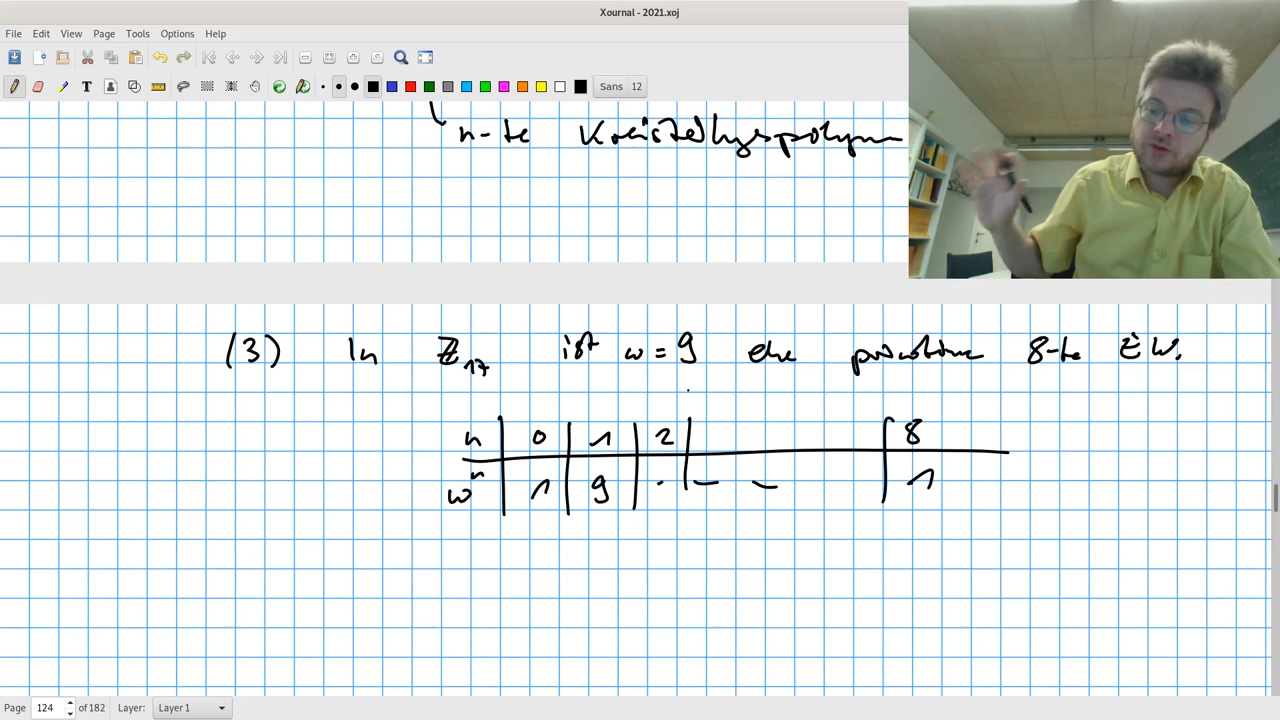 Xournal - 2021.xoj
File Edit View Page Tools Options Help
Sans 12
n-te Kreisteilungspolynom
(3) In ℤ₁₇ ist ω = 9 eine primitive 8-te EW.
n 0 1 2 8
ωⁿ 1 9 . – – 1
Page 124 of 182 Layer: Layer 1